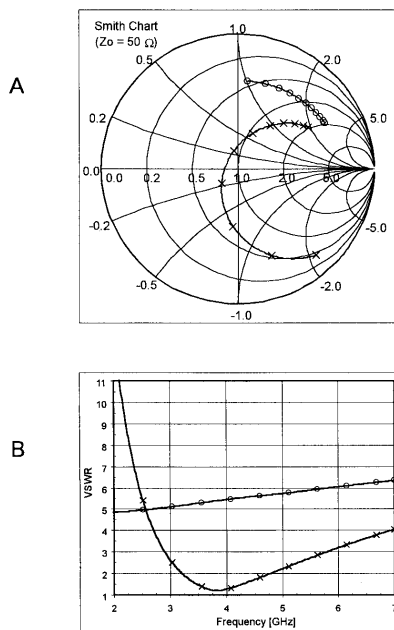 A
Smith Chart
(Zo = 50 Ω)
1.0
0.5
2.0
0.2
5.0
0.0
0.0 0.2 0.5 1.0 2.0 5.0
-0.2
-5.0
-0.5
-2.0
-1.0
B
11
10
9
8
7
6
5
4
3
2
1
VSWR
2 3 4 5 6 7
Frequency [GHz]